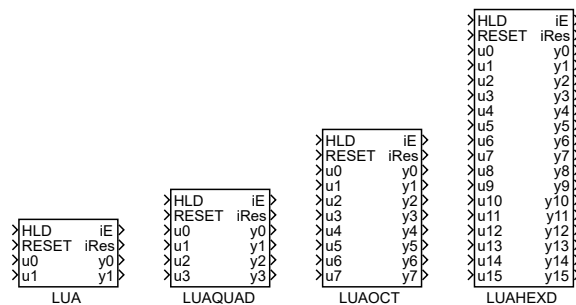 HLD iE
RESET iRes
u0 y0
u1 y1
LUA
HLD iE
RESET iRes
u0 y0
u1 y1
u2 y2
u3 y3
LUAQUAD
HLD iE
RESET iRes
u0 y0
u1 y1
u2 y2
u3 y3
u4 y4
u5 y5
u6 y6
u7 y7
LUAOCT
HLD iE
RESET iRes
u0 y0
u1 y1
u2 y2
u3 y3
u4 y4
u5 y5
u6 y6
u7 y7
u8 y8
u9 y9
u10 y10
u11 y11
u12 y12
u13 y13
u14 y14
u15 y15
LUAHEXD